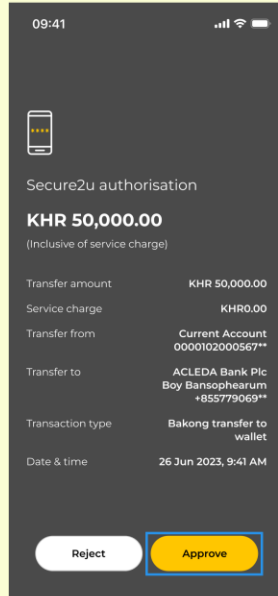 09:41
****
Secure2u authorisation
KHR 50,000.00
(Inclusive of service charge)
Transfer amount KHR 50,000.00
Service charge KHR0.00
Transfer from Current Account
0000102000567**
Transfer to ACLEDA Bank Plc
Boy Bansophearum
+855779069**
Transaction type Bakong transfer to
wallet
Date & time 26 Jun 2023, 9:41 AM
Reject Approve